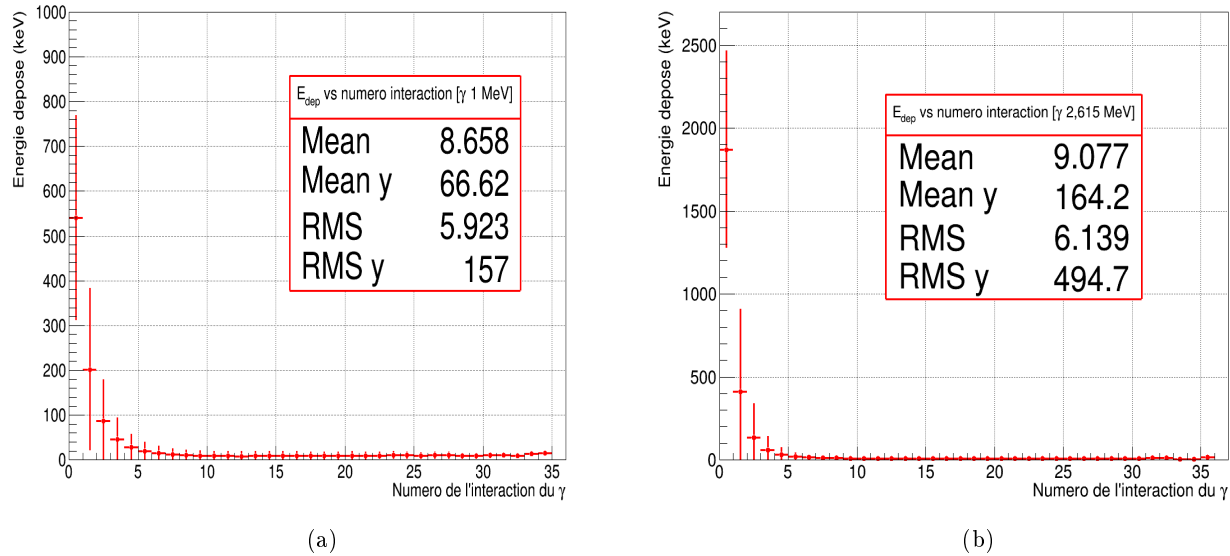 1000
900
800
700
600
500
400
300
200
100
0
Energie depose (keV)
E_dep vs numero interaction [γ 1 MeV]
Mean 8.658
Mean y 66.62
RMS 5.923
RMS y 157
0 5 10 15 20 25 30 35
Numero de l'interaction du γ
(a)
2500
2000
1500
1000
500
0
Energie depose (keV)
E_dep vs numero interaction [γ 2,615 MeV]
Mean 9.077
Mean y 164.2
RMS 6.139
RMS y 494.7
0 5 10 15 20 25 30 35
Numero de l'interaction du γ
(b)